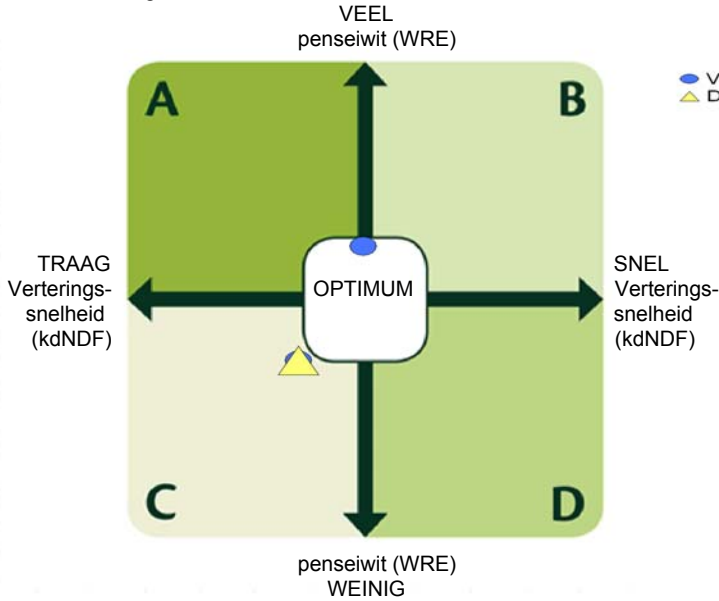 VEEL
penseiwit (WRE)
A
B
V
D
TRAAG
Verterings-
snelheid
(kdNDF)
OPTIMUM
SNEL
Verterings-
snelheid
(kdNDF)
C
D
penseiwit (WRE)
WEINIG